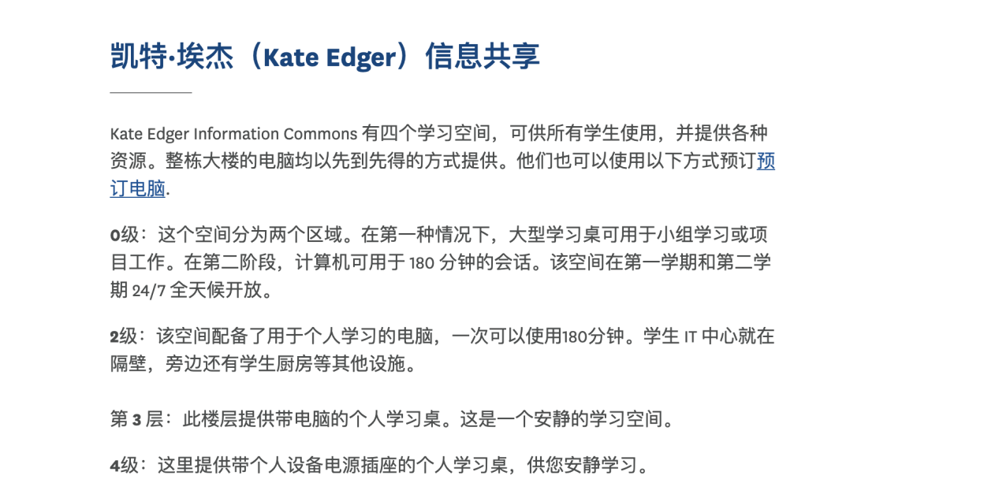 凯特·埃杰（Kate Edger）信息共享
Kate Edger Information Commons 有四个学习空间，可供所有学生使用，并提供各种
资源。整栋大楼的电脑均以先到先得的方式提供。他们也可以使用以下方式预订预
订电脑.
0级：这个空间分为两个区域。在第一种情况下，大型学习桌可用于小组学习或项
目工作。在第二阶段，计算机可用于 180 分钟的会话。该空间在第一学期和第二学
期 24/7 全天候开放。
2级：该空间配备了用于个人学习的电脑，一次可以使用180分钟。学生 IT 中心就在
隔壁，旁边还有学生厨房等其他设施。
第 3 层：此楼层提供带电脑的个人学习桌。这是一个安静的学习空间。
4级：这里提供带个人设备电源插座的个人学习桌，供您安静学习。